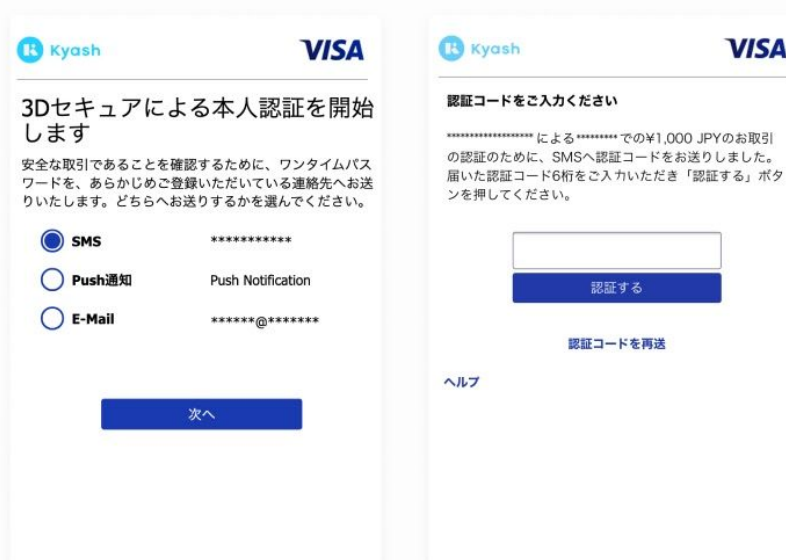 Kyash
VISA
3Dセキュアによる本人認証を開始
します
安全な取引であることを確認するために、ワンタイムパス
ワードを、あらかじめご登録いただいている連絡先へお送
りいたします。どちらへお送りするかを選んでください。
SMS ***********
Push通知 Push Notification
E-Mail ******@*******
次へ
Kyash
VISA
認証コードをご入力ください
****************** による********* での¥1,000 JPYのお取引
の認証のために、SMSへ認証コードをお送りしました。
届いた認証コード6桁をご入力いただき「認証する」ボタ
ンを押してください。
認証する
認証コードを再送
ヘルプ